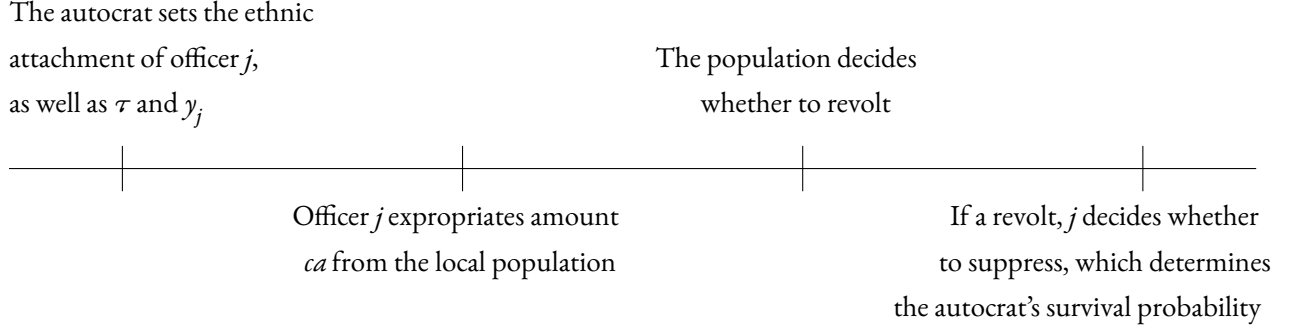 The autocrat sets the ethnic
attachment of officer j,
as well as τ and y_j
Officer j expropriates amount
ca from the local population
The population decides
whether to revolt
If a revolt, j decides whether
to suppress, which determines
the autocrat’s survival probability